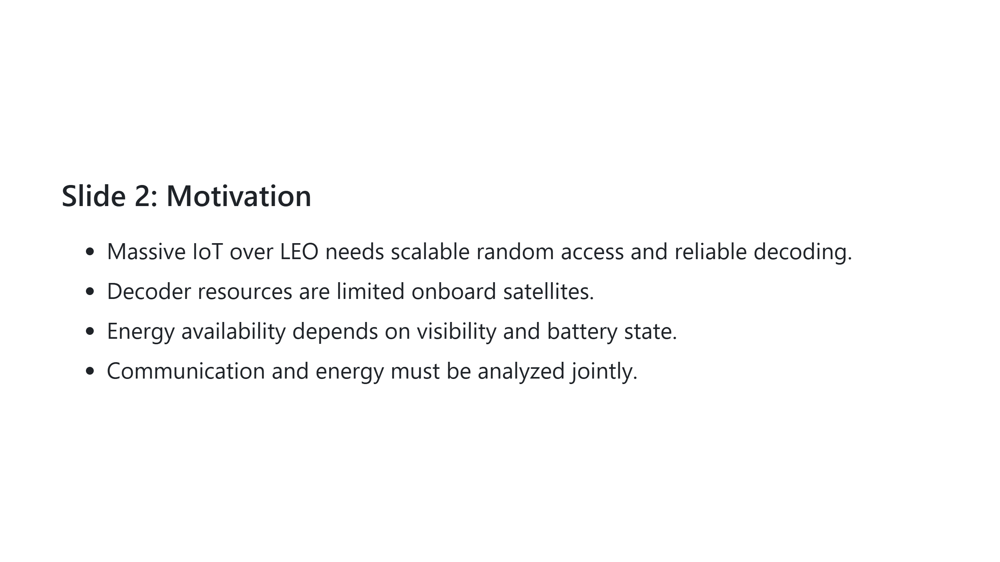 Slide 2: Motivation
• Massive IoT over LEO needs scalable random access and reliable decoding.
• Decoder resources are limited onboard satellites.
• Energy availability depends on visibility and battery state.
• Communication and energy must be analyzed jointly.